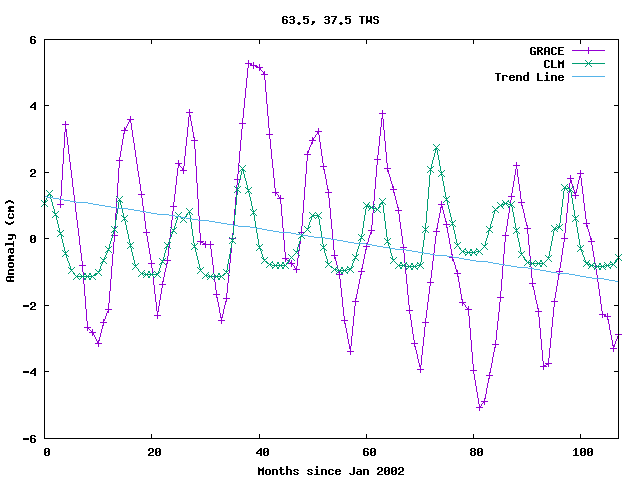 63.5, 37.5 TWS
GRACE
CLM
Trend Line
6
4
2
0
-2
-4
-6
Anomaly (cm)
0 20 40 60 80 100
Months since Jan 2002